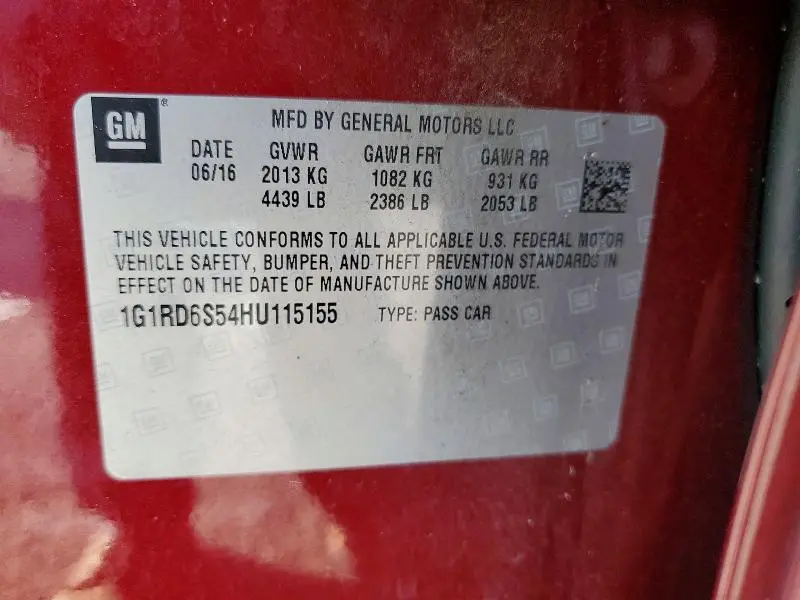 GM®
MFD BY GENERAL MOTORS LLC
DATE GVWR GAWR FRT GAWR RR
06/16 2013 KG 1082 KG 931 KG
4439 LB 2386 LB 2053 LB
THIS VEHICLE CONFORMS TO ALL APPLICABLE U.S. FEDERAL MOTOR
VEHICLE SAFETY, BUMPER, AND THEFT PREVENTION STANDARDS IN
EFFECT ON THE DATE OF MANUFACTURE SHOWN ABOVE.
1G1RD6S54HU115155 TYPE: PASS CAR